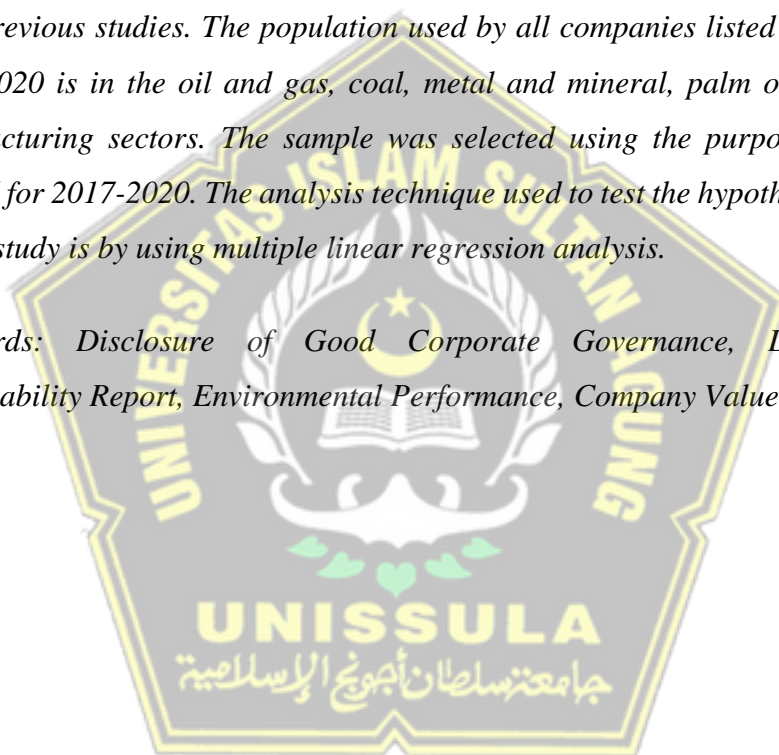 revious studies. The population used by all companies listed
020 is in the oil and gas, coal, metal and mineral, palm o
cturing sectors. The sample was selected using the purpo
for 2017-2020. The analysis technique used to test the hypoth
study is by using multiple linear regression analysis.
rds: Disclosure of Good Corporate Governance,
ability Report, Environmental Performance, Company Value
UNIVERSITAS ISLAM SULTAN AGUNG
UNISSULA
جامعة سلطان أجونج الإسلامية